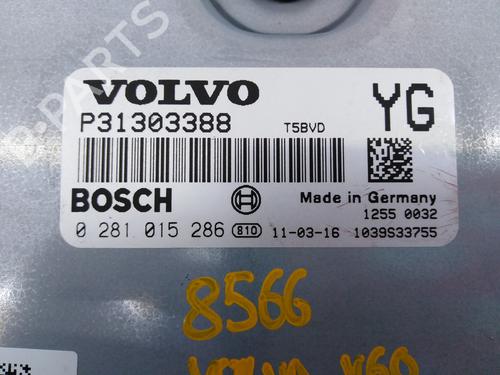 B-PARTS
VOLVO
YG
P31303388
T5BVD
BOSCH
Made in Germany
1255 0032
0 281 015 286 810 11-03-16 1039S33755
8566